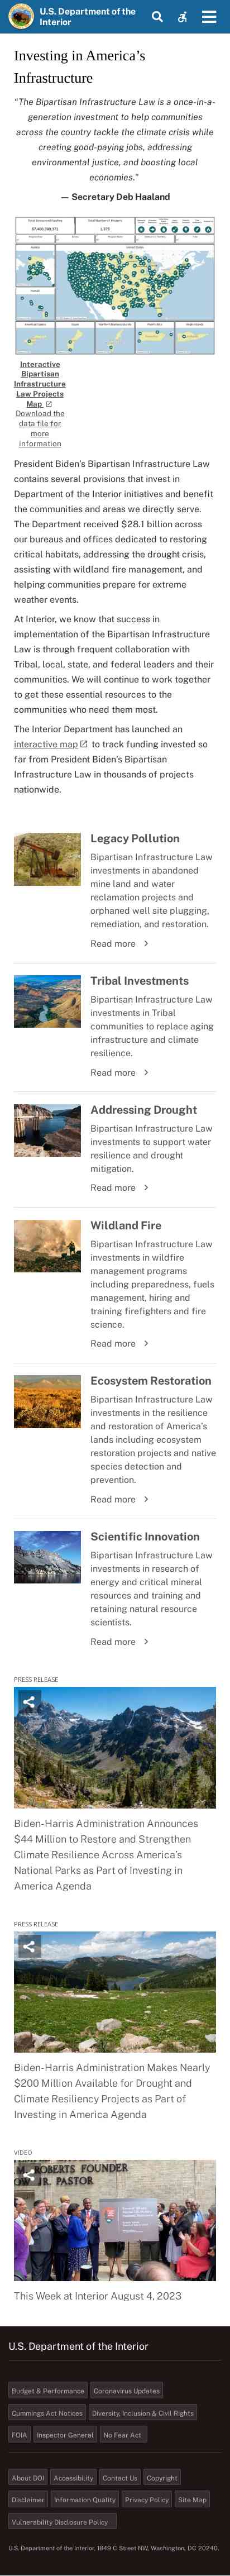 U.S. Department of the
Interior
Investing in America’s
Infrastructure
“The Bipartisan Infrastructure Law is a once-in-a-
generation investment to help communities
across the country tackle the climate crisis while
creating good-paying jobs, addressing
environmental justice, and boosting local
economies.”
— Secretary Deb Haaland
Interactive
Bipartisan
Infrastructure
Law Projects
Map
Download the
data file for
more
information
President Biden’s Bipartisan Infrastructure Law
contains several provisions that invest in
Department of the Interior initiatives and benefit
the communities and areas we directly serve.
The Department received $28.1 billion across
our bureaus and offices dedicated to restoring
critical habitats, addressing the drought crisis,
assisting with wildland fire management, and
helping communities prepare for extreme
weather events.
At Interior, we know that success in
implementation of the Bipartisan Infrastructure
Law is through frequent collaboration with
Tribal, local, state, and federal leaders and their
communities. We will continue to work together
to get these essential resources to the
communities who need them most.
The Interior Department has launched an
interactive map to track funding invested so
far from President Biden’s Bipartisan
Infrastructure Law in thousands of projects
nationwide.
Legacy Pollution
Bipartisan Infrastructure Law
investments in abandoned
mine land and water
reclamation projects and
orphaned well site plugging,
remediation, and restoration.
Read more
Tribal Investments
Bipartisan Infrastructure Law
investments in Tribal
communities to replace aging
infrastructure and climate
resilience.
Read more
Addressing Drought
Bipartisan Infrastructure Law
investments to support water
resilience and drought
mitigation.
Read more
Wildland Fire
Bipartisan Infrastructure Law
investments in wildfire
management programs
including preparedness, fuels
management, hiring and
training firefighters and fire
science.
Read more
Ecosystem Restoration
Bipartisan Infrastructure Law
investments in the resilience
and restoration of America’s
lands including ecosystem
restoration projects and native
species detection and
prevention.
Read more
Scientific Innovation
Bipartisan Infrastructure Law
investments in research of
energy and critical mineral
resources and training and
retaining natural resource
scientists.
Read more
PRESS RELEASE
Biden-Harris Administration Announces
$44 Million to Restore and Strengthen
Climate Resilience Across America’s
National Parks as Part of Investing in
America Agenda
PRESS RELEASE
Biden-Harris Administration Makes Nearly
$200 Million Available for Drought and
Climate Resiliency Projects as Part of
Investing in America Agenda
VIDEO
ROBERTS FOUNDER
OW JR. PASTOR
This Week at Interior August 4, 2023
U.S. Department of the Interior
Budget & Performance Coronavirus Updates
Cummings Act Notices Diversity, Inclusion & Civil Rights
FOIA Inspector General No Fear Act
About DOI Accessibility Contact Us Copyright
Disclaimer Information Quality Privacy Policy Site Map
Vulnerability Disclosure Policy
U.S. Department of the Interior, 1849 C Street NW, Washington, DC 20240.